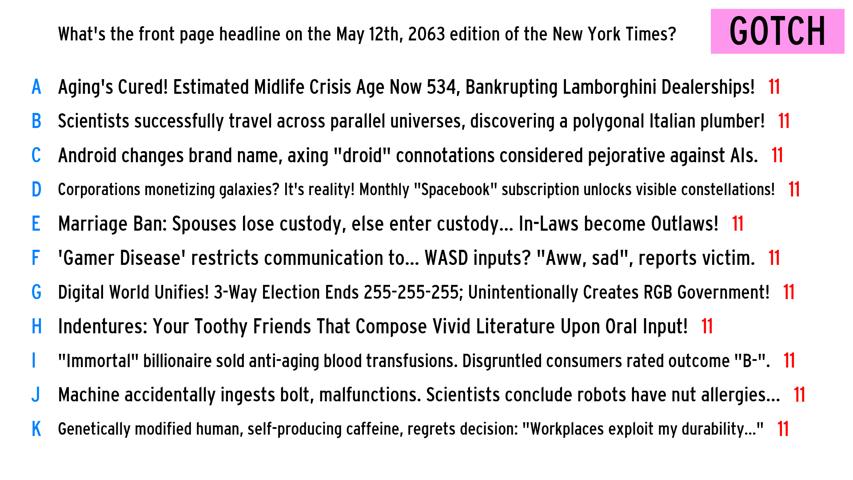 What's the front page headline on the May 12th, 2063 edition of the New York Times?
GOTCH
A Aging's Cured! Estimated Midlife Crisis Age Now 534, Bankrupting Lamborghini Dealerships! 11
B Scientists successfully travel across parallel universes, discovering a polygonal Italian plumber! 11
C Android changes brand name, axing "droid" connotations considered pejorative against AIs. 11
D Corporations monetizing galaxies? It's reality! Monthly "Spacebook" subscription unlocks visible constellations! 11
E Marriage Ban: Spouses lose custody, else enter custody... In-Laws become Outlaws! 11
F 'Gamer Disease' restricts communication to... WASD inputs? "Aww, sad", reports victim. 11
G Digital World Unifies! 3-Way Election Ends 255-255-255; Unintentionally Creates RGB Government! 11
H Indentures: Your Toothy Friends That Compose Vivid Literature Upon Oral Input! 11
I "Immortal" billionaire sold anti-aging blood transfusions. Disgruntled consumers rated outcome "B-". 11
J Machine accidentally ingests bolt, malfunctions. Scientists conclude robots have nut allergies... 11
K Genetically modified human, self-producing caffeine, regrets decision: "Workplaces exploit my durability..." 11